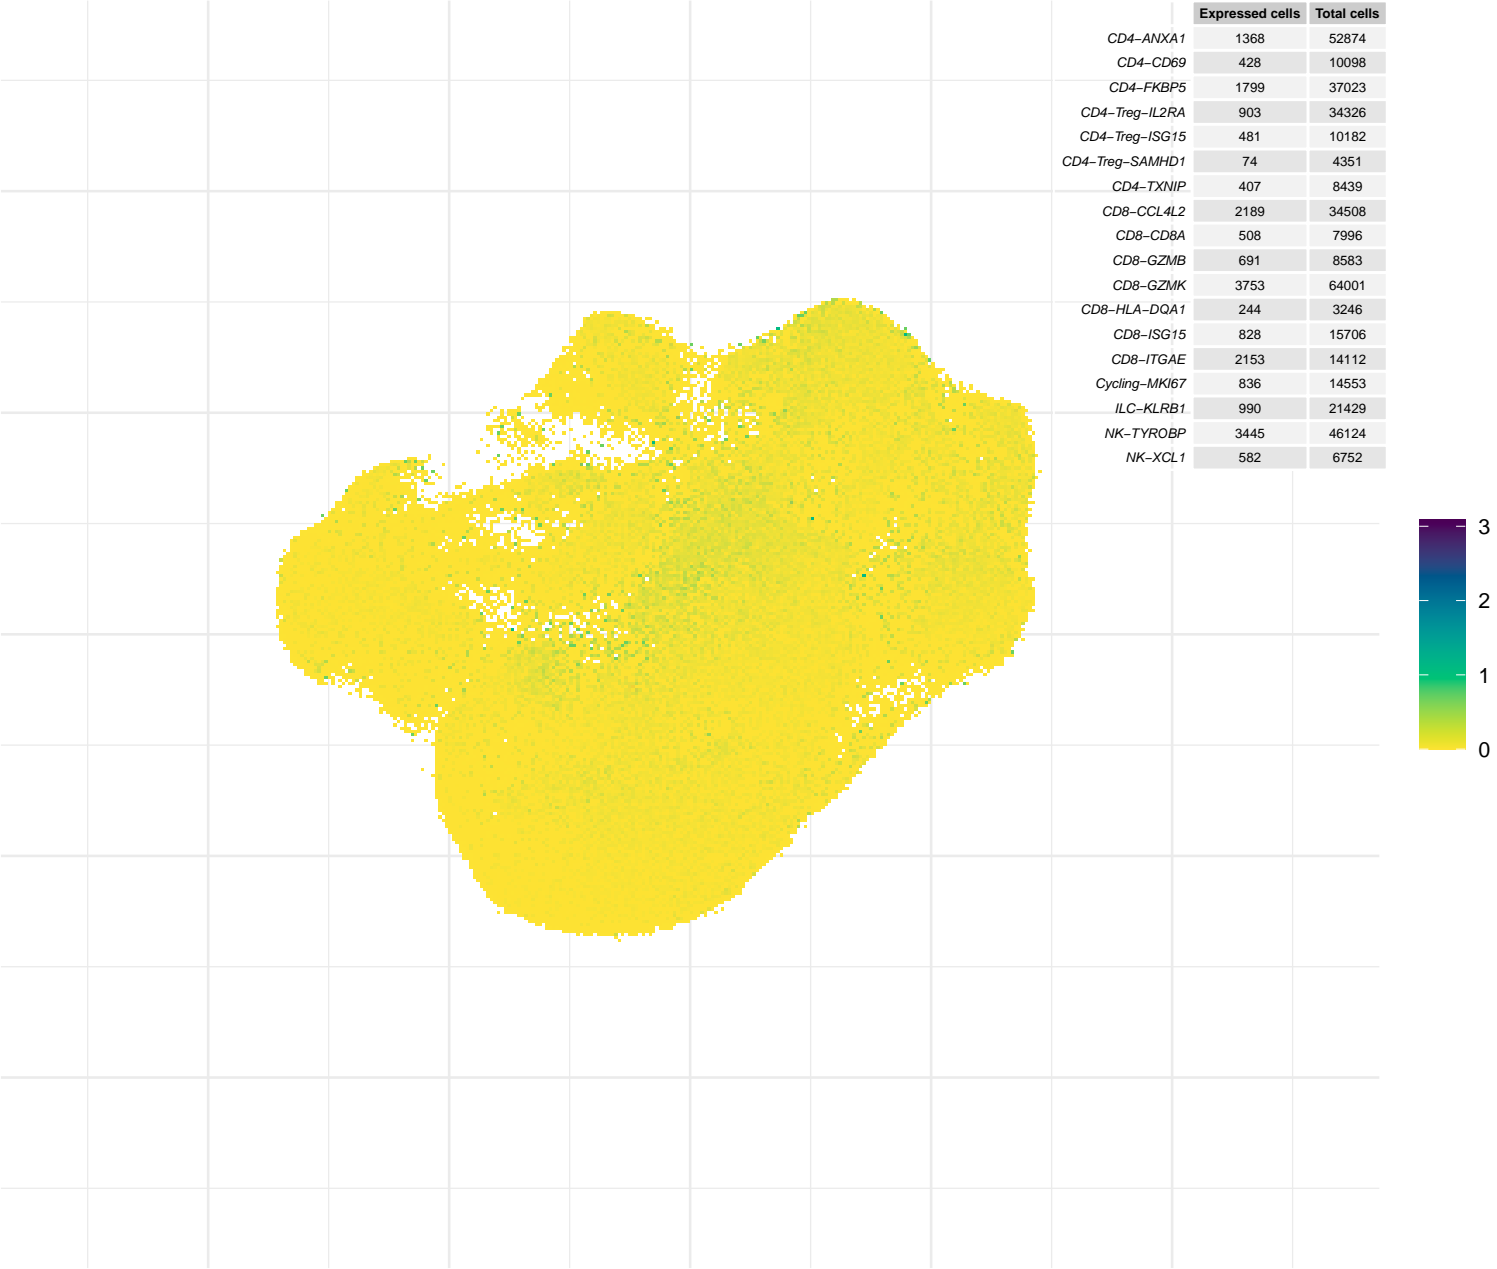 Expressed cells Total cells
CD4−ANXA1 1368 52874
CD4−CD69 428 10098
CD4−FKBP5 1799 37023
CD4−Treg−IL2RA 903 34326
CD4−Treg−ISG15 481 10182
CD4−Treg−SAMHD1 74 4351
CD4−TXNIP 407 8439
CD8−CCL4L2 2189 34508
CD8−CD8A 508 7996
CD8−GZMB 691 8583
CD8−GZMK 3753 64001
CD8−HLA−DQA1 244 3246
CD8−ISG15 828 15706
CD8−ITGAE 2153 14112
Cycling−MKI67 836 14553
ILC−KLRB1 990 21429
NK−TYROBP 3445 46124
NK−XCL1 582 6752
3
2
1
0